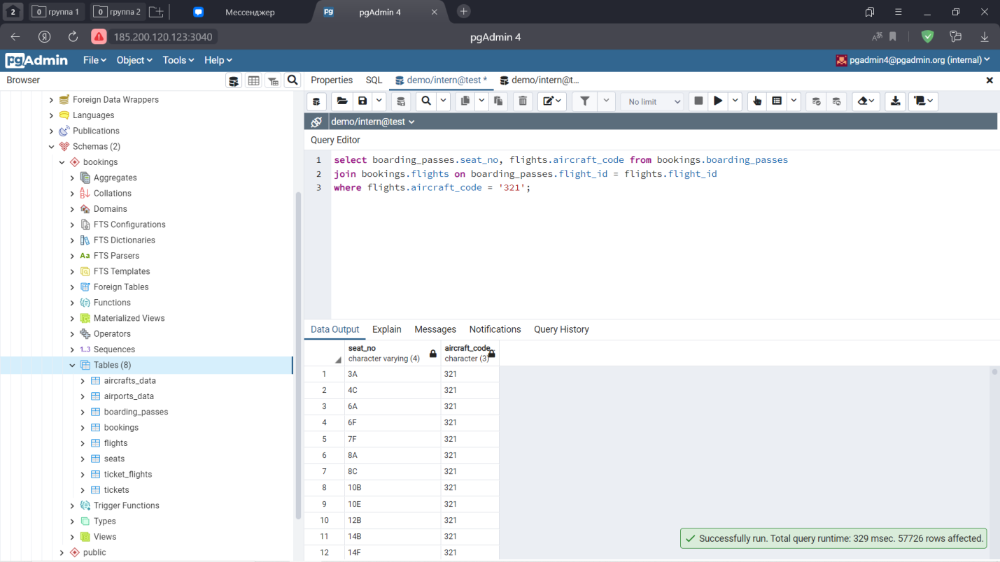 2
0 группа 1
0 группа 2
Мессенджер
pg pgAdmin 4
Я
185.200.120.123:3040
pgAdmin 4
pgAdmin
File
Object
Tools
Help
pgadmin4@pgadmin.org (internal)
Browser
Properties
SQL
demo/intern@test *
demo/intern@t...
Foreign Data Wrappers
Languages
Publications
Schemas (2)
bookings
Aggregates
Collations
Domains
FTS Configurations
FTS Dictionaries
Aa FTS Parsers
FTS Templates
Foreign Tables
Functions
Materialized Views
Operators
1..3 Sequences
Tables (8)
aircrafts_data
airports_data
boarding_passes
bookings
flights
seats
ticket_flights
tickets
Trigger Functions
Types
Views
public
No limit
demo/intern@test
Query Editor
1 select boarding_passes.seat_no, flights.aircraft_code from bookings.boarding_passes
2 join bookings.flights on boarding_passes.flight_id = flights.flight_id
3 where flights.aircraft_code = '321';
Data Output
Explain
Messages
Notifications
Query History
seat_no aircraft_code
character varying (4) character (3)
1 3A 321
2 4C 321
3 6A 321
4 6F 321
5 7F 321
6 8A 321
7 8C 321
8 10B 321
9 10E 321
10 12B 321
11 14B 321
12 14F 321
Successfully run. Total query runtime: 329 msec. 57726 rows affected.